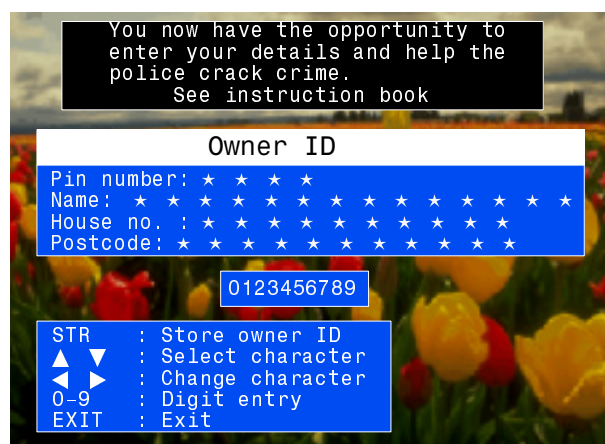 You now have the opportunity to
enter your details and help the
police crack crime.
See instruction book
Owner ID
Pin number: ★ ★ ★ ★
Name: ★ ★ ★ ★ ★ ★ ★ ★ ★ ★ ★ ★ ★ ★
House no. : ★ ★ ★ ★ ★ ★ ★ ★ ★ ★
Postcode: ★ ★ ★ ★ ★ ★ ★ ★ ★ ★ ★
0123456789
STR : Store owner ID
▲ ▼ : Select character
◀ ▶ : Change character
0-9 : Digit entry
EXIT : Exit